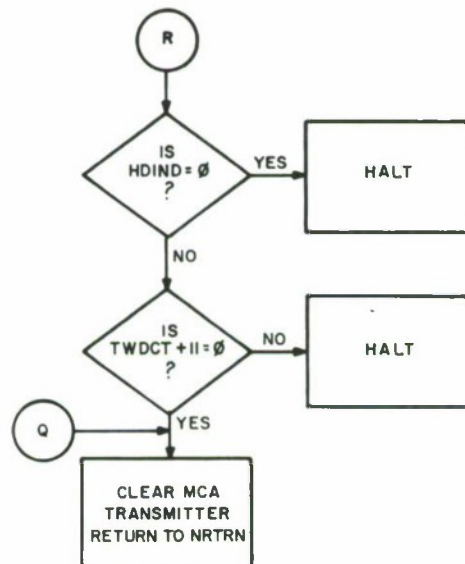 R
IS
HDIND = Ø
?
YES
HALT
NO
IS
TWDCT + 11 = Ø
?
NO
HALT
YES
Q
CLEAR MCA
TRANSMITTER
RETURN TO NRTRN